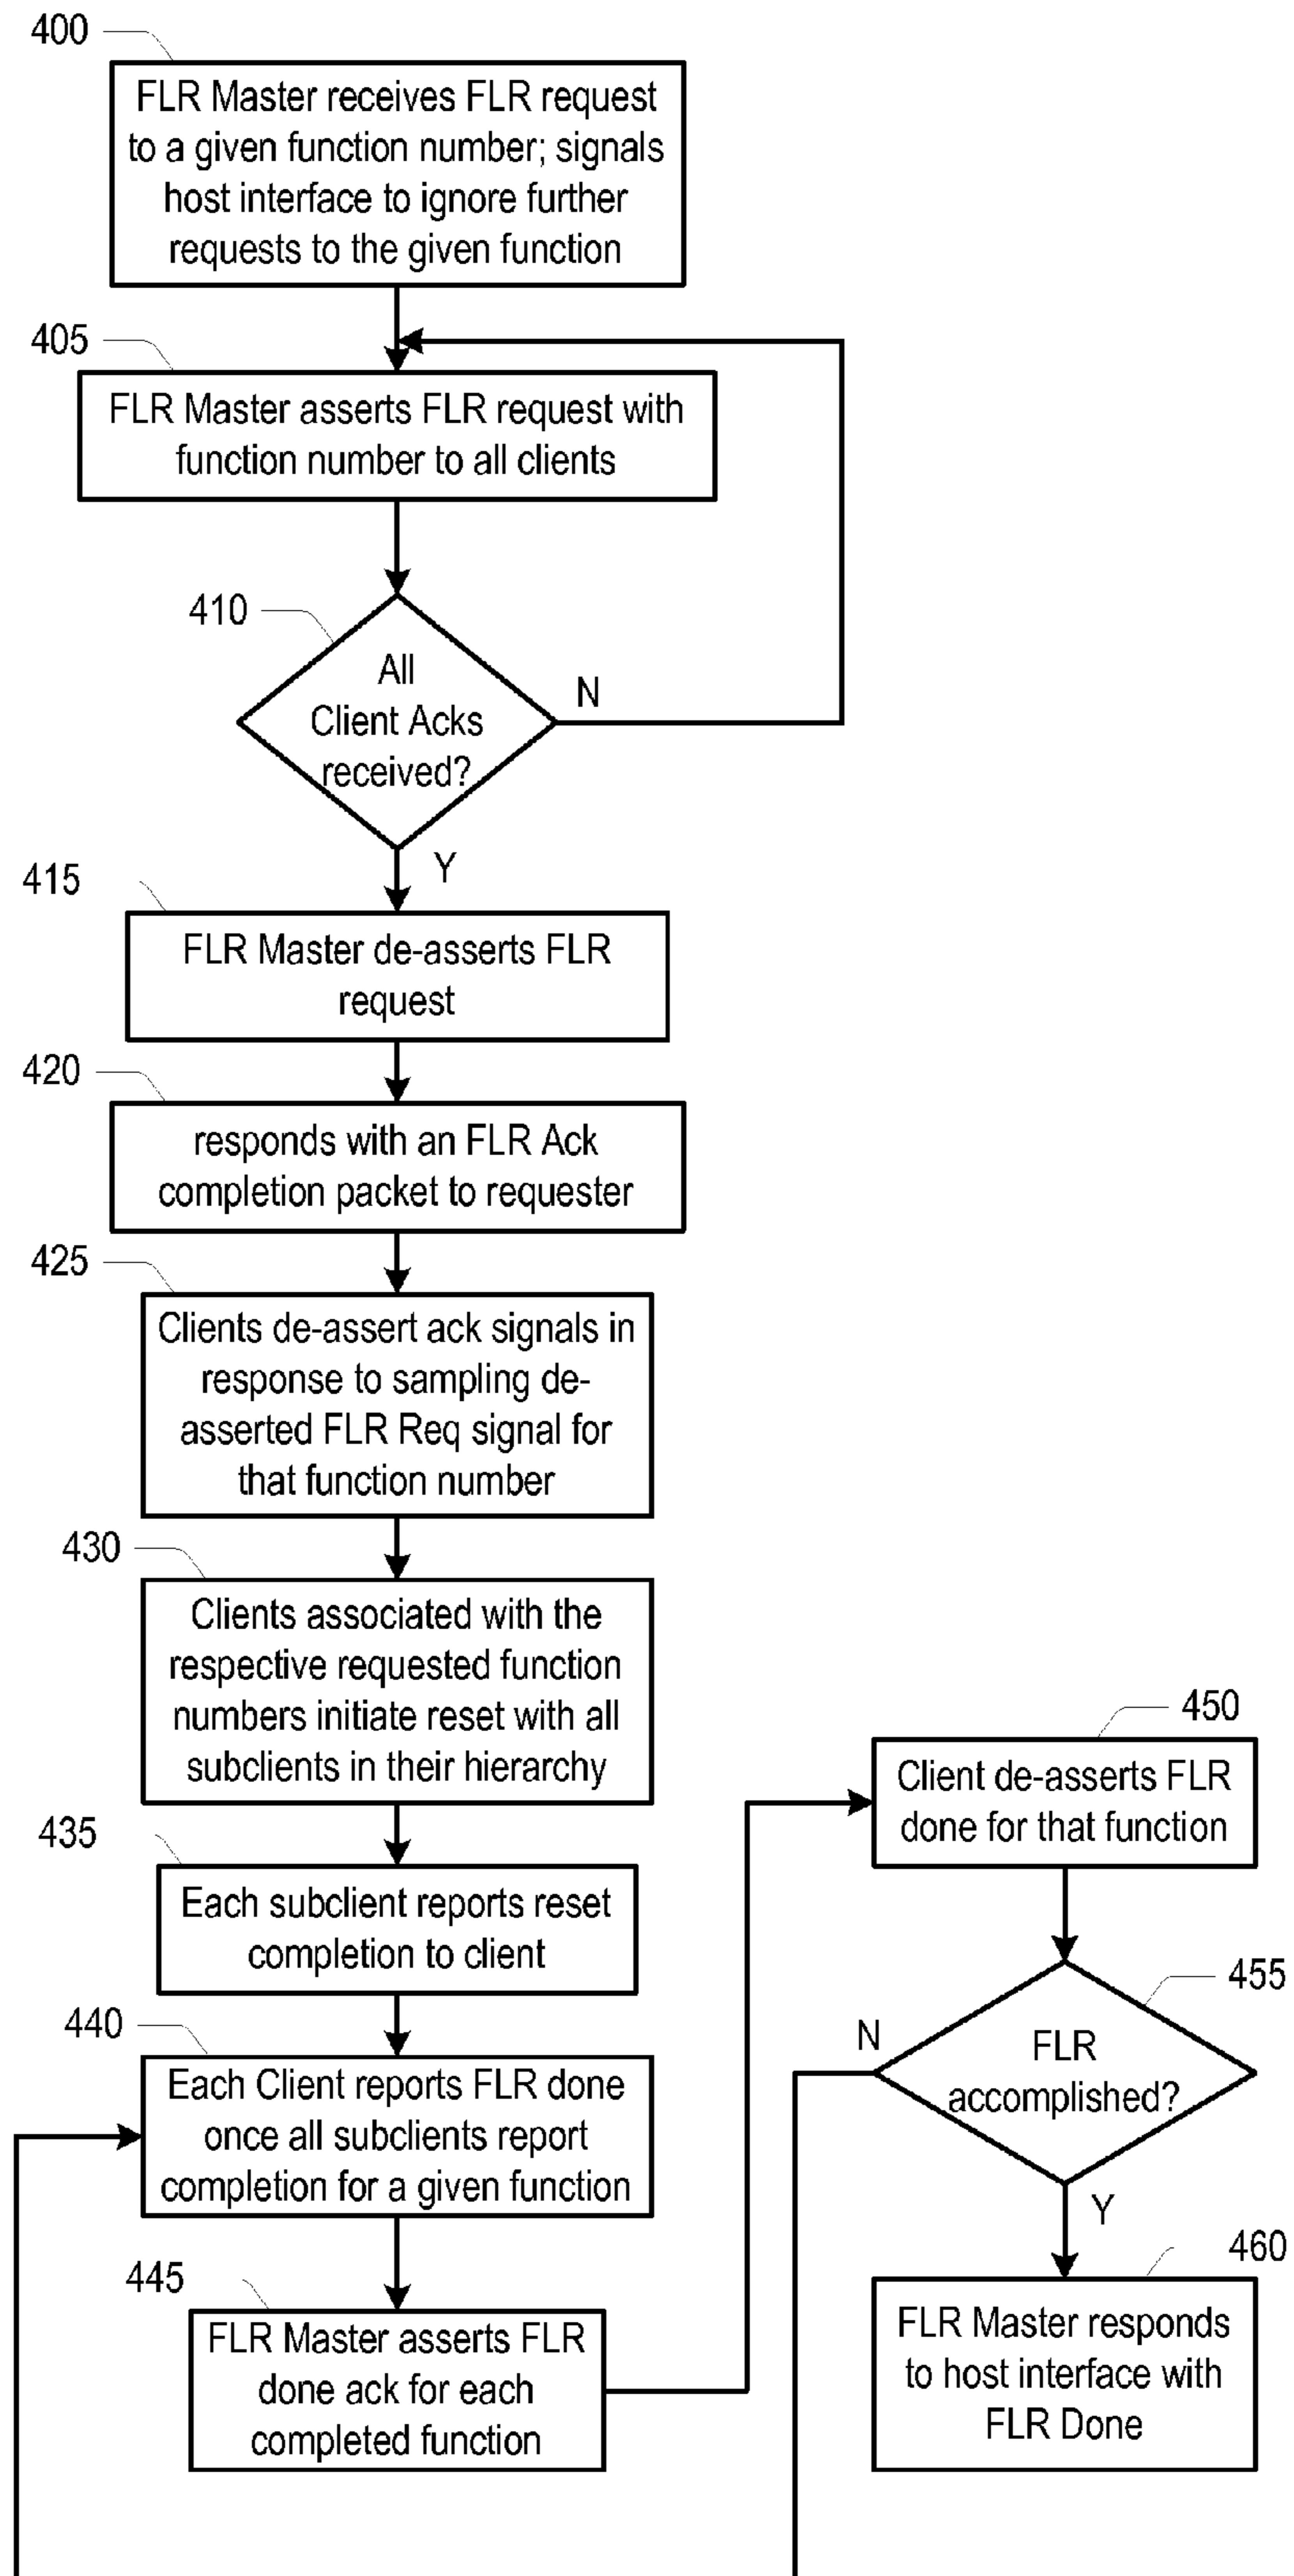 400
FLR Master receives FLR request
to a given function number; signals
host interface to ignore further
requests to the given function
405
FLR Master asserts FLR request with
function number to all clients
410
All
Client Acks
received?
N
Y
415
FLR Master de-asserts FLR
request
420
responds with an FLR Ack
completion packet to requester
425
Clients de-assert ack signals in
response to sampling de-
asserted FLR Req signal for
that function number
430
Clients associated with the
respective requested function
numbers initiate reset with all
subclients in their hierarchy
435
Each subclient reports reset
completion to client
440
Each Client reports FLR done
once all subclients report
completion for a given function
445
FLR Master asserts FLR
done ack for each
completed function
450
Client de-asserts FLR
done for that function
455
FLR
accomplished?
N
Y
460
FLR Master responds
to host interface with
FLR Done